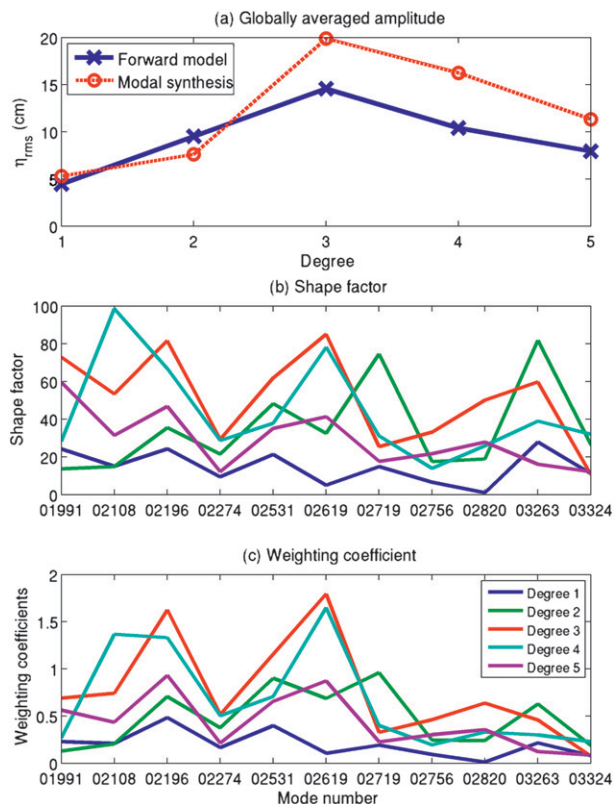 (a) Globally averaged amplitude
20
15
10
5
0
ηrms (cm)
Forward model
Modal synthesis
1 2 3 4 5
Degree
(b) Shape factor
100
80
60
40
20
0
Shape factor
01991 02108 02196 02274 02531 02619 02719 02756 02820 03263 03324
(c) Weighting coefficient
2
1.5
1
0.5
0
Weighting coefficients
Degree 1
Degree 2
Degree 3
Degree 4
Degree 5
01991 02108 02196 02274 02531 02619 02719 02756 02820 03263 03324
Mode number